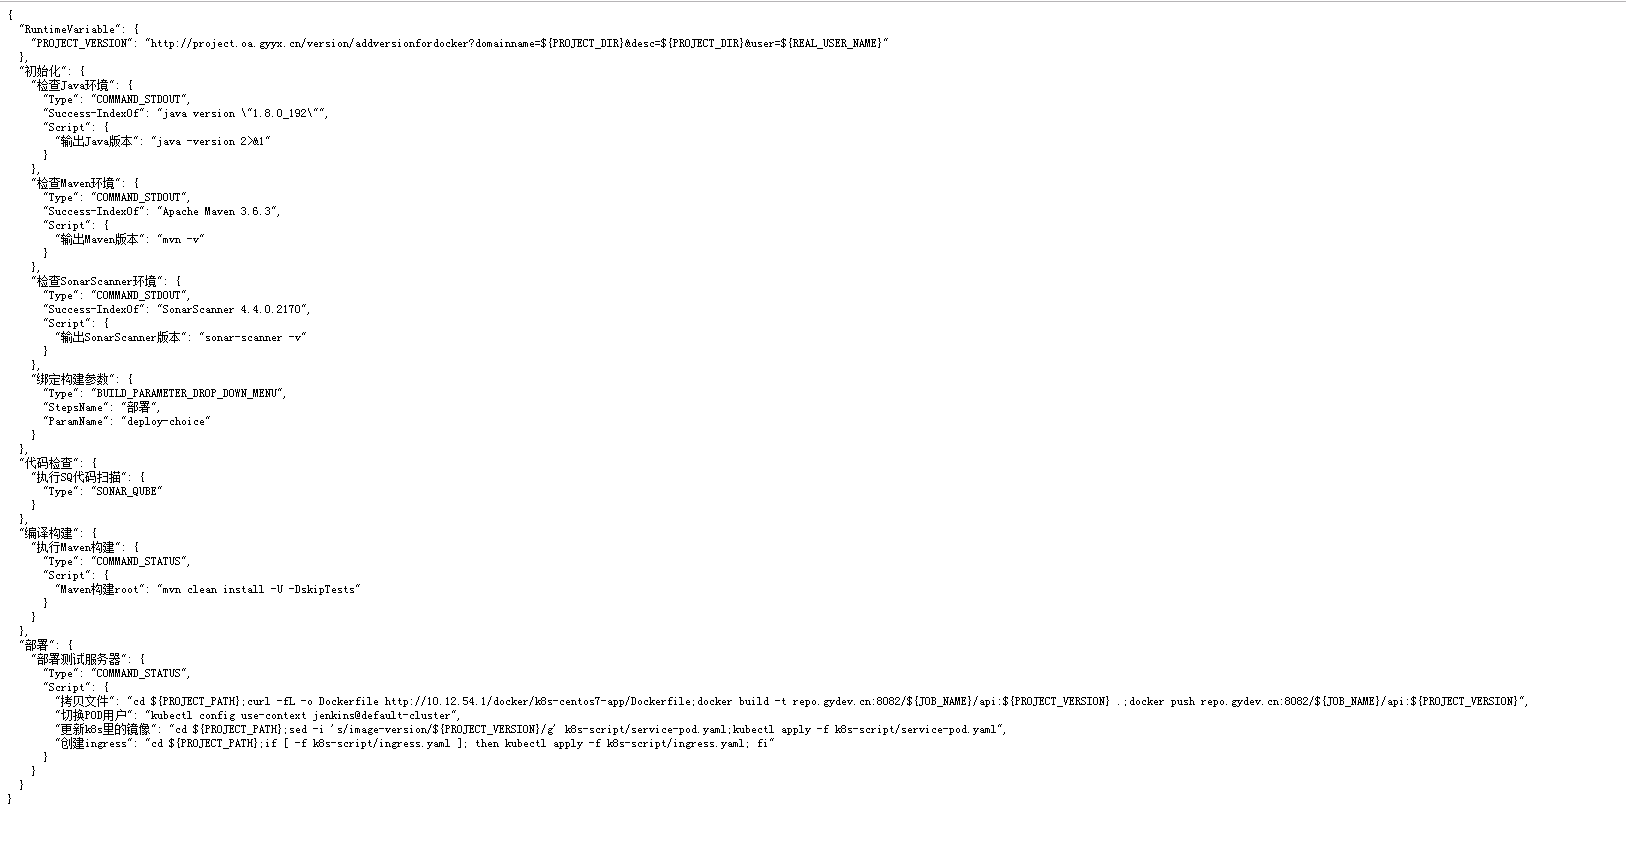 {
"RuntimeVariable": {
"PROJECT_VERSION": "http://project.oa.gyyx.cn/version/addversionfordocker?domainname=${PROJECT_DIR}&desc=${PROJECT_DIR}&user=${REAL_USER_NAME}"
},
"初始化": {
"检查Java环境": {
"Type": "COMMAND_STDOUT",
"Success-IndexOf": "java version \"1.8.0_192\"",
"Script": {
"输出Java版本": "java -version 2>&1"
}
},
"检查Maven环境": {
"Type": "COMMAND_STDOUT",
"Success-IndexOf": "Apache Maven 3.6.3",
"Script": {
"输出Maven版本": "mvn -v"
}
},
"检查SonarScanner环境": {
"Type": "COMMAND_STDOUT",
"Success-IndexOf": "SonarScanner 4.4.0.2170",
"Script": {
"输出SonarScanner版本": "sonar-scanner -v"
}
},
"绑定构建参数": {
"Type": "BUILD_PARAMETER_DROP_DOWN_MENU",
"StepsName": "部署",
"ParamName": "deploy-choice"
}
},
"代码检查": {
"执行SQ代码扫描": {
"Type": "SONAR_QUBE"
}
},
"编译构建": {
"执行Maven构建": {
"Type": "COMMAND_STATUS",
"Script": {
"Maven构建root": "mvn clean install -U -DskipTests"
}
}
},
"部署": {
"部署测试服务器": {
"Type": "COMMAND_STATUS",
"Script": {
"拷贝文件": "cd ${PROJECT_PATH};curl -fL -o Dockerfile http://10.12.54.1/docker/k8s-centos7-app/Dockerfile;docker build -t repo.gydev.cn:8082/${JOB_NAME}/api:${PROJECT_VERSION} .;docker push repo.gydev.cn:8082/${JOB_NAME}/api:${PROJECT_VERSION}",
"切换POD用户": "kubectl config use-context jenkins@default-cluster",
"更新k8s里的镜像": "cd ${PROJECT_PATH};sed -i 's/image-version/${PROJECT_VERSION}/g' k8s-script/service-pod.yaml;kubectl apply -f k8s-script/service-pod.yaml",
"创建ingress": "cd ${PROJECT_PATH};if [ -f k8s-script/ingress.yaml ]; then kubectl apply -f k8s-script/ingress.yaml; fi"
}
}
}
}